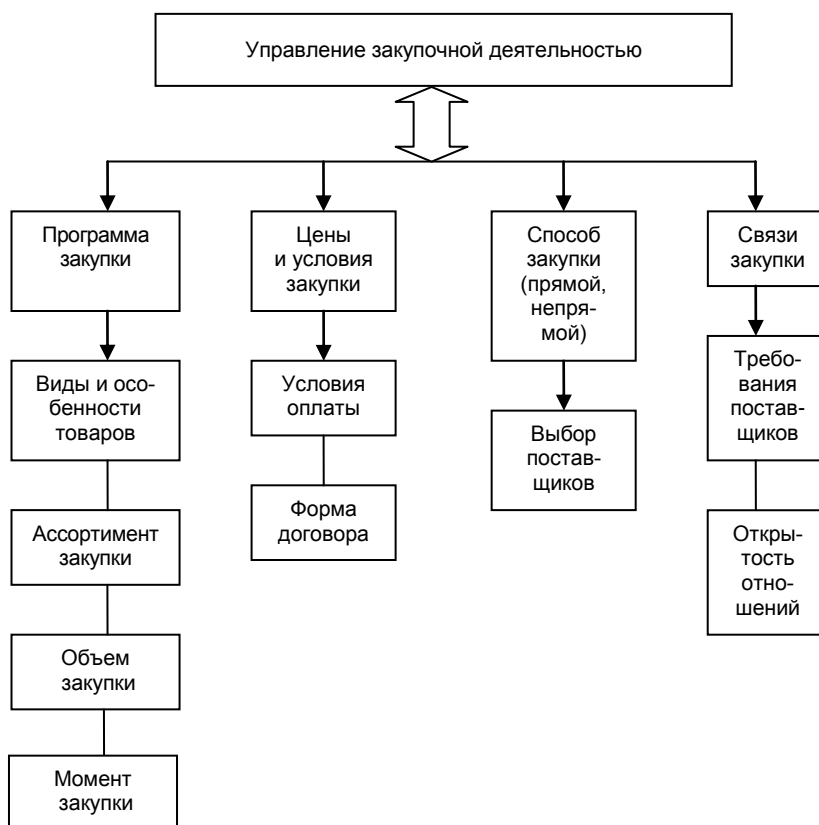 Управление закупочной деятельностью
Программа
закупки
Цены
и условия
закупки
Способ
закупки
(прямой,
непря-
мой)
Связи
закупки
Виды и осо-
бенности
товаров
Условия
оплаты
Выбор
постав-
щиков
Требо-
вания
постав-
щиков
Ассортимент
закупки
Форма
договора
Откры-
тость
отно-
шений
Объем
закупки
Момент
закупки